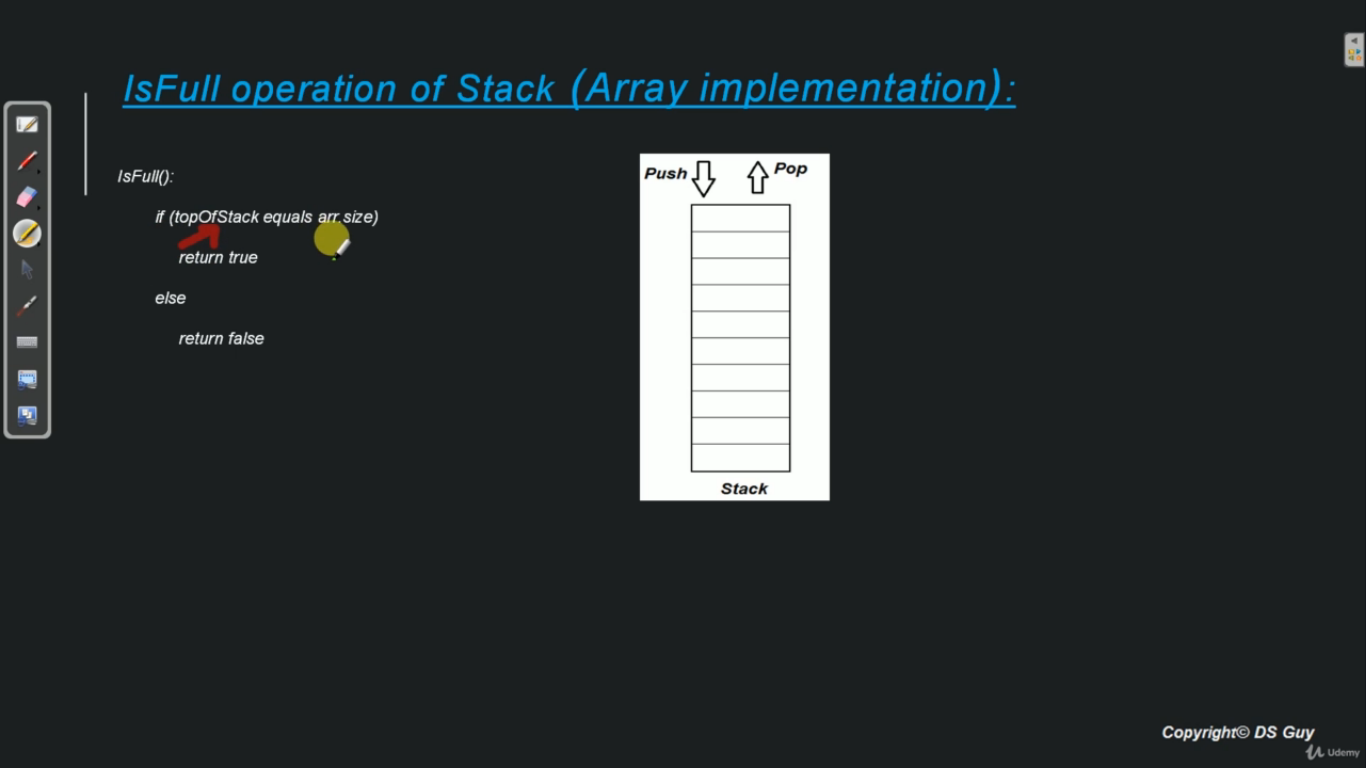 IsFull operation of Stack (Array implementation):
IsFull():
if (topOfStack equals arr.size)
return true
else
return false
Push
Pop
Stack
Copyright© DS Guy
Udemy